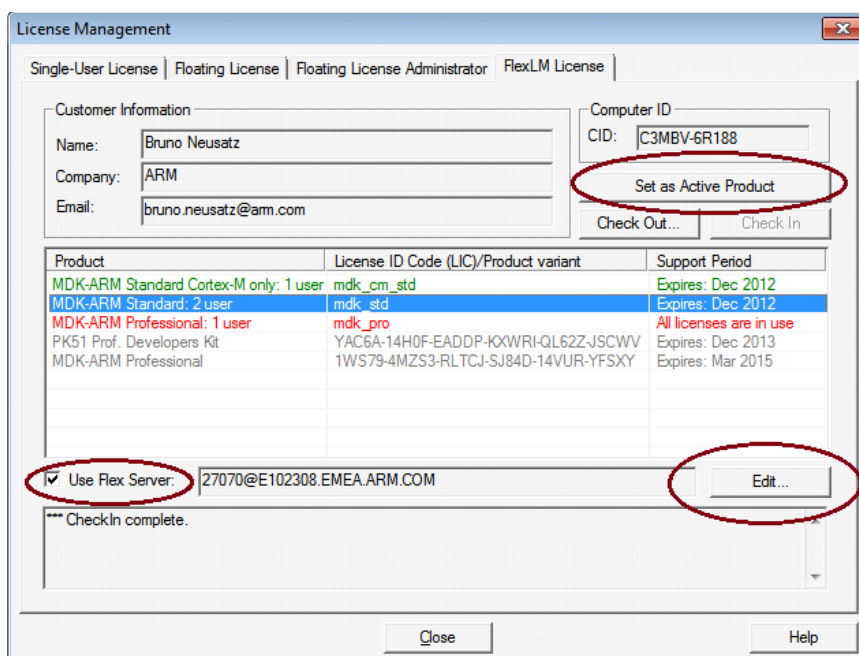 License Management
Single-User License | Floating License | Floating License Administrator | FlexLM License
Customer Information
Name: Bruno Neusatz
Company: ARM
Email: bruno.neusatz@arm.com
Computer ID
CID: C3MBV-6R188
Set as Active Product
Check Out... Check In
Product License ID Code (LIC)/Product variant Support Period
MDK-ARM Standard Cortex-M only: 1 user mdk_cm_std Expires: Dec 2012
MDK-ARM Standard: 2 user mdk_std Expires: Dec 2012
MDK-ARM Professional: 1 user mdk_pro All licenses are in use
PK51 Prof. Developers Kit YAC6A-14H0F-EADDP-KXWRI-QL62Z-JSCWV Expires: Dec 2013
MDK-ARM Professional 1WS79-4MZS3-RLTCJ-SJ84D-14VUR-YFSXY Expires: Mar 2015
Use Flex Server: 27070@E102308.EMEA.ARM.COM Edit...
*** CheckIn complete.
Close Help